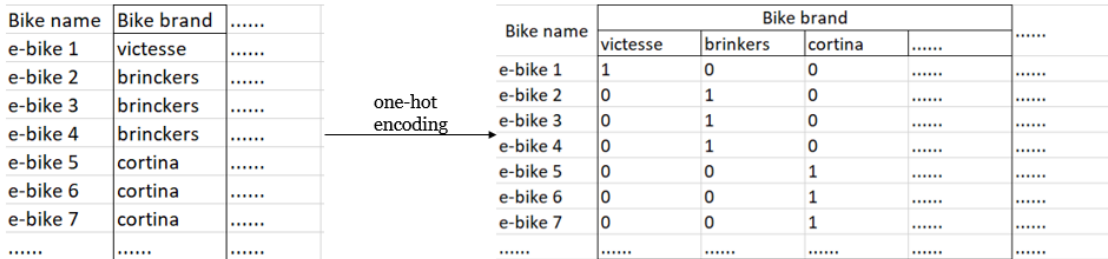 Bike name Bike brand ......
e-bike 1 victesse ......
e-bike 2 brinckers ......
e-bike 3 brinckers ......
e-bike 4 brinckers ......
e-bike 5 cortina ......
e-bike 6 cortina ......
e-bike 7 cortina ......
...... ...... ......
one-hot
encoding
Bike name Bike brand ......
victesse brinkers cortina ......
e-bike 1 1 0 0 ...... ......
e-bike 2 0 1 0 ...... ......
e-bike 3 0 1 0 ...... ......
e-bike 4 0 1 0 ...... ......
e-bike 5 0 0 1 ...... ......
e-bike 6 0 0 1 ...... ......
e-bike 7 0 0 1 ...... ......
...... ...... ...... ...... ...... ......